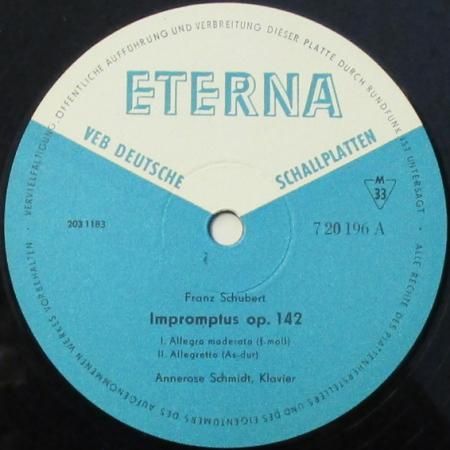 ALLE RECHTE DES PLATTENHERSTELLERS UND DES EIGENTÜMERS DES AUFGENOMMENEN WERKES VORBEHALTEN · VERVIELFÄLTIGUNG, ÖFFENTLICHE AUFFÜHRUNG UND VERBREITUNG DIESER PLATTE DURCH RUNDFUNK IST UNTERSAGT ·
ETERNA
VEB DEUTSCHE SCHALLPLATTEN
M
33
203 1183
7 20 196 A
Franz Schubert
Impromptus op. 142
I. Allegro moderato (f-moll)
II. Allegretto (As-dur)
Annerose Schmidt, Klavier